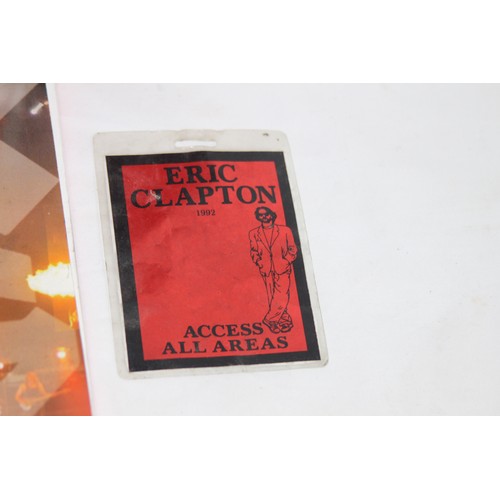 ERIC
CLAPTON
1992
ACCESS
ALL AREAS